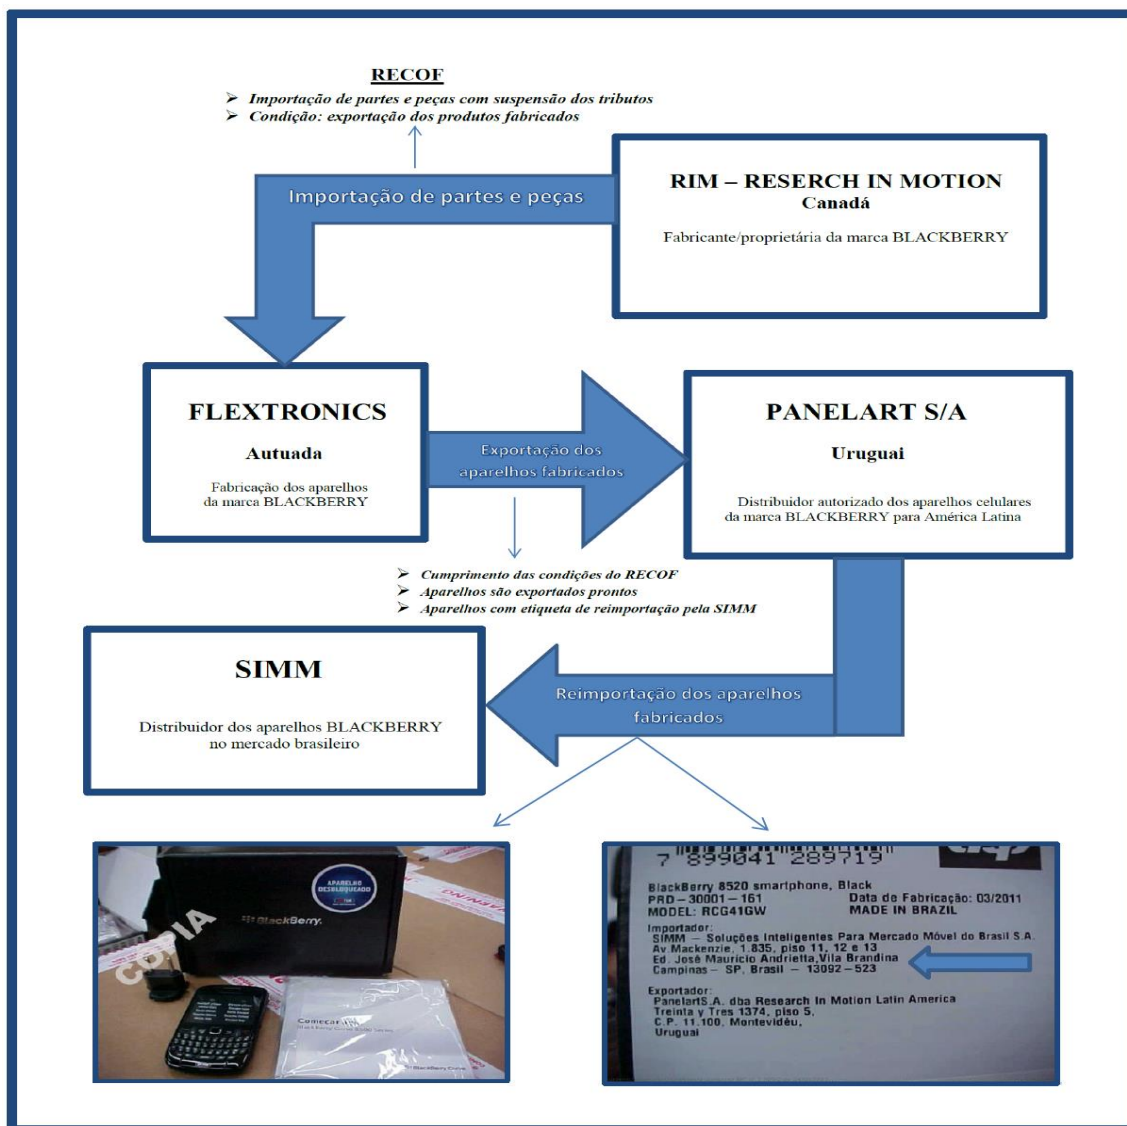 RECOF
➢ Importação de partes e peças com suspensão dos tributos
➢ Condição: exportação dos produtos fabricados
RIM – RESERCH IN MOTION
Canadá
Fabricante/proprietária da marca BLACKBERRY
Importação de partes e peças
FLEXTRONICS
Autuada
Fabricação dos aparelhos
da marca BLACKBERRY
Exportação dos
aparelhos fabricados
PANELART S/A
Uruguai
Distribuidor autorizado dos aparelhos celulares
da marca BLACKBERRY para América Latina
➢ Cumprimento das condições do RECOF
➢ Aparelhos são exportados prontos
➢ Aparelhos com etiqueta de reimportação pela SIMM
SIMM
Distribuidor dos aparelhos BLACKBERRY
no mercado brasileiro
Reimportação dos aparelhos
fabricados
APARELHO
DESBLOQUEADO
BlackBerry.
COPIA
WARNING
7 899041 289719
BlackBerry 8520 smartphone, Black
PRD-30001-161 Data de Fabricação: 03/2011
MODEL: RCG41GW MADE IN BRAZIL
Importador:
SIMM – Soluções Inteligentes Para Mercado Móvel do Brasil S.A.
Av.Mackenzie, 1.835, piso 11, 12 e 13
Ed. José Mauricio Andrietta,Vila Brandina
Campinas – SP, Brasil – 13092-523
Exportador:
PanelartS.A. dba Research In Motion Latin America
Treinta y Tres 1374, piso 5,
C.P. 11.100, Montevidéu,
Uruguai